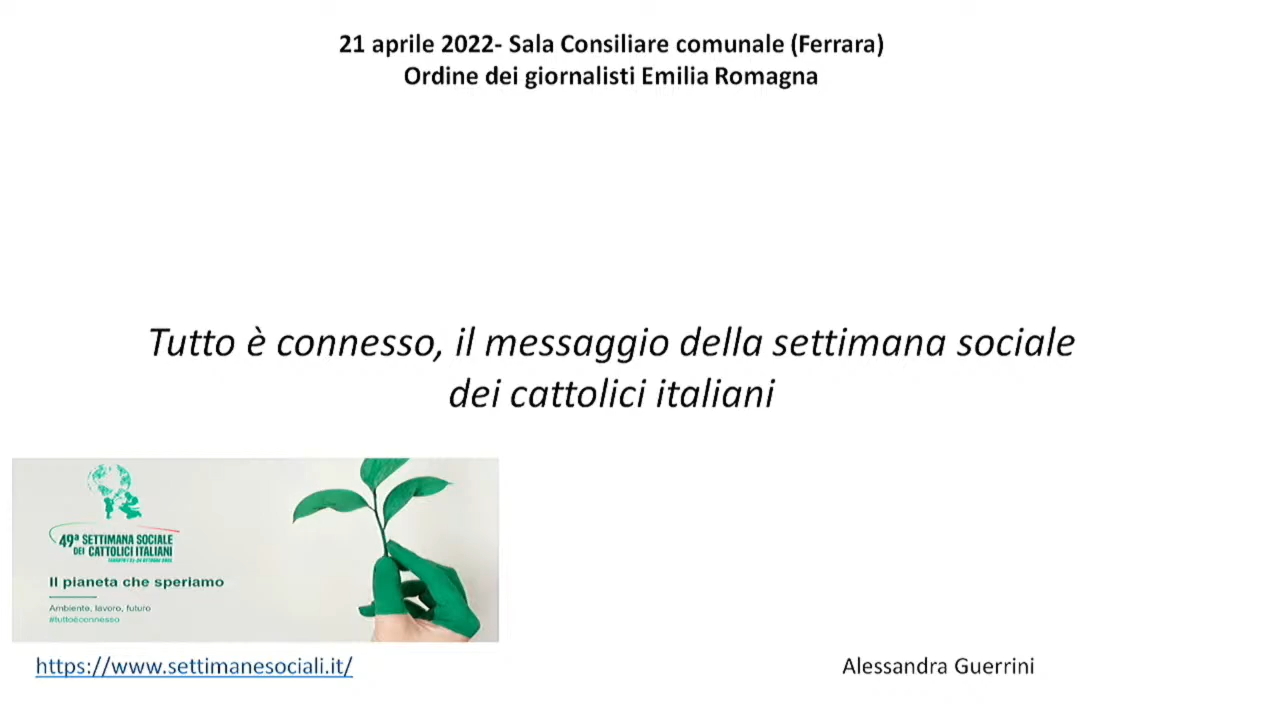 21 aprile 2022- Sala Consiliare comunale (Ferrara)
Ordine dei giornalisti Emilia Romagna
Tutto è connesso, il messaggio della settimana sociale
dei cattolici italiani
49ª SETTIMANA SOCIALE
DEI CATTOLICI ITALIANI
Il pianeta che speriamo
Ambiente, lavoro, futuro
#tuttoèconnesso
https://www.settimanesociali.it/
Alessandra Guerrini